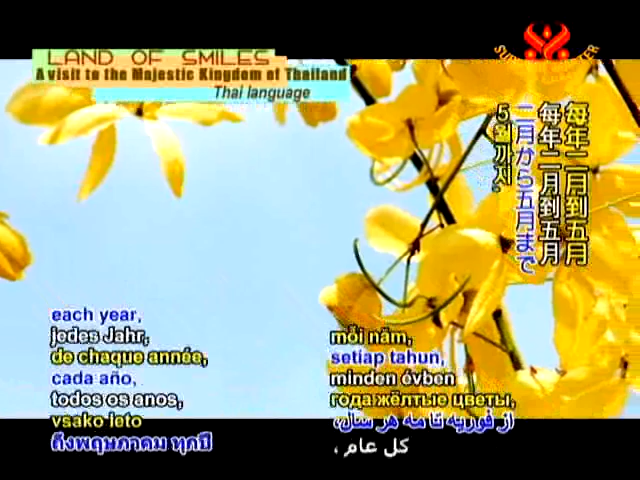 LAND OF SMILES
A visit to the Majestic Kingdom of Thailand
Thai language
每年二月到五月
每年二月到五月
二月から五月まで
5월까지.
each year,
jedes Jahr,
de chaque année,
cada año,
todos os anos,
vsako leto
ถึงพฤษภาคม ทุกปี
mỗi năm,
setiap tahun,
minden évben
года жёлтые цветы,
از فوریه تا مه هر سال،
كل عام،